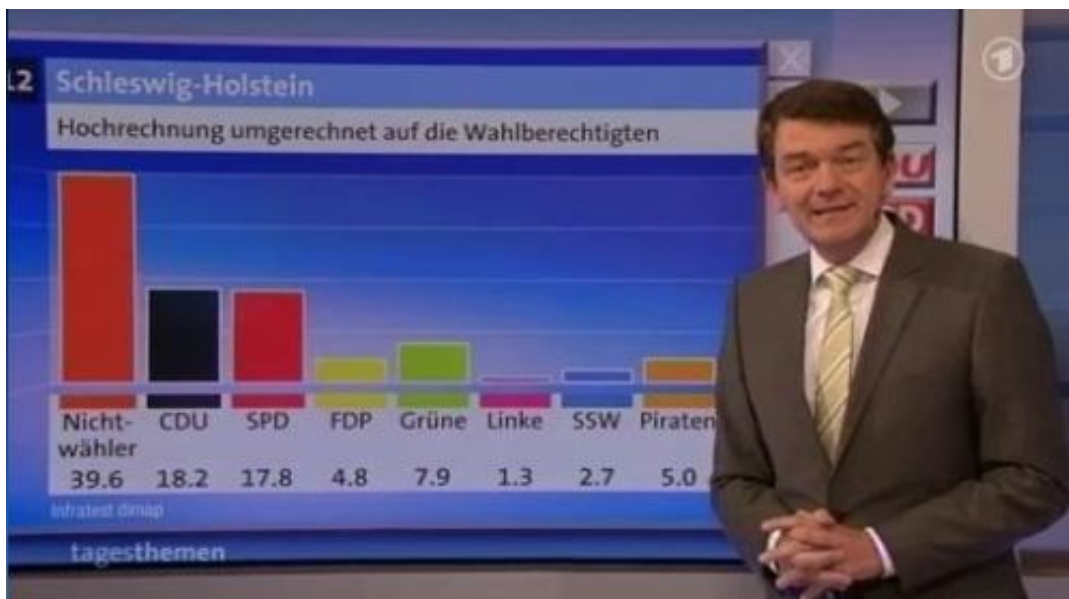 12 Schleswig-Holstein
Hochrechnung umgerechnet auf die Wahlberechtigten
Nicht- CDU SPD FDP Grüne Linke SSW Piraten
wähler
39.6 18.2 17.8 4.8 7.9 1.3 2.7 5.0
Infratest dimap
tagesthemen
1